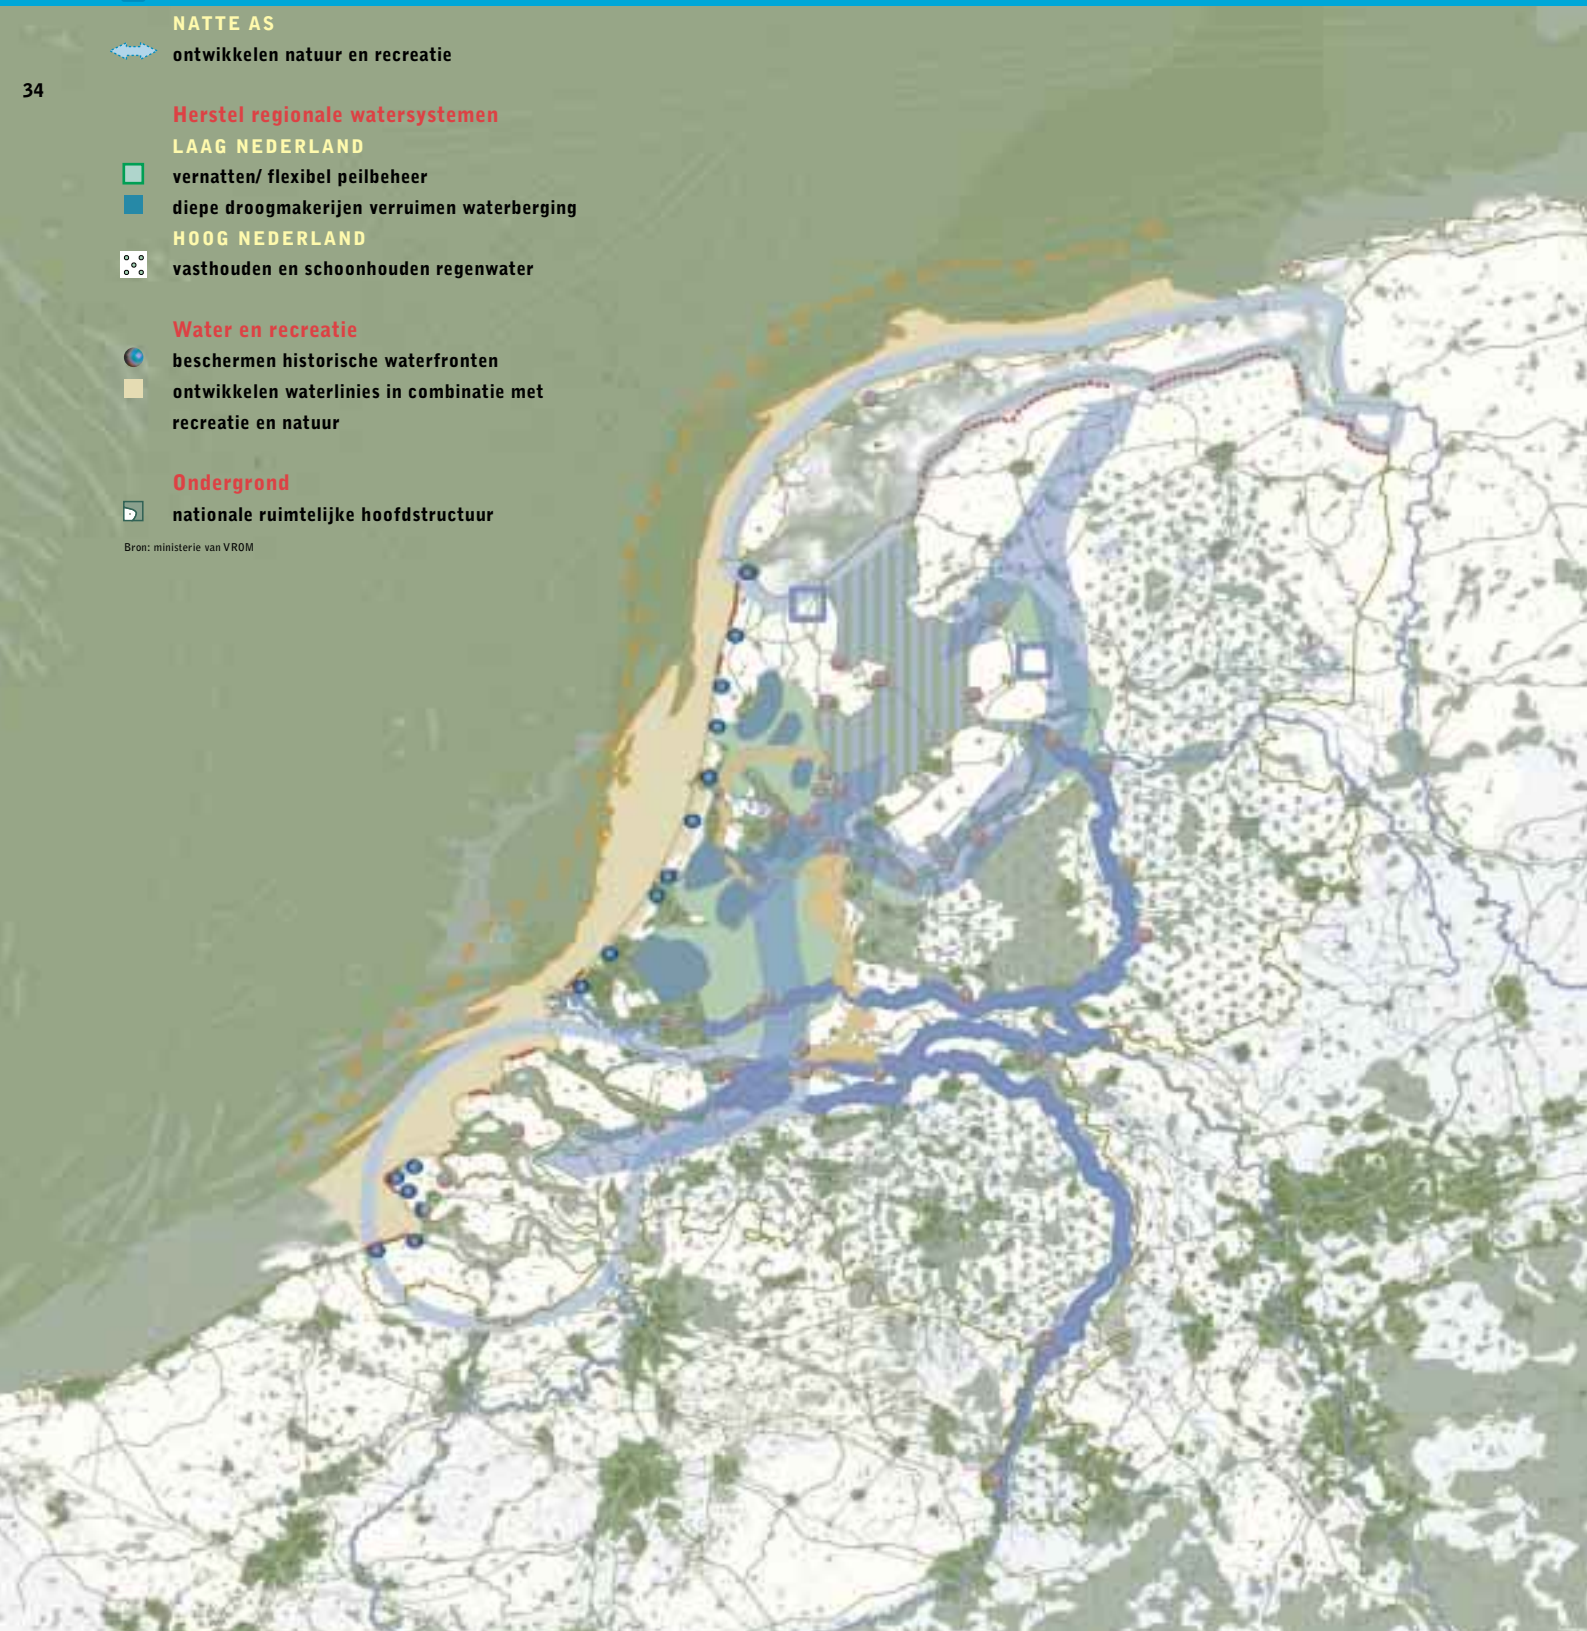 NATTE AS
ontwikkelen natuur en recreatie
34
Herstel regionale watersystemen
LAAG NEDERLAND
vernatten/ flexibel peilbeheer
diepe droogmakerijen verruimen waterberging
HOOG NEDERLAND
vasthouden en schoonhouden regenwater
Water en recreatie
beschermen historische waterfronten
ontwikkelen waterlinies in combinatie met
recreatie en natuur
Ondergrond
nationale ruimtelijke hoofdstructuur
Bron: ministerie van VROM